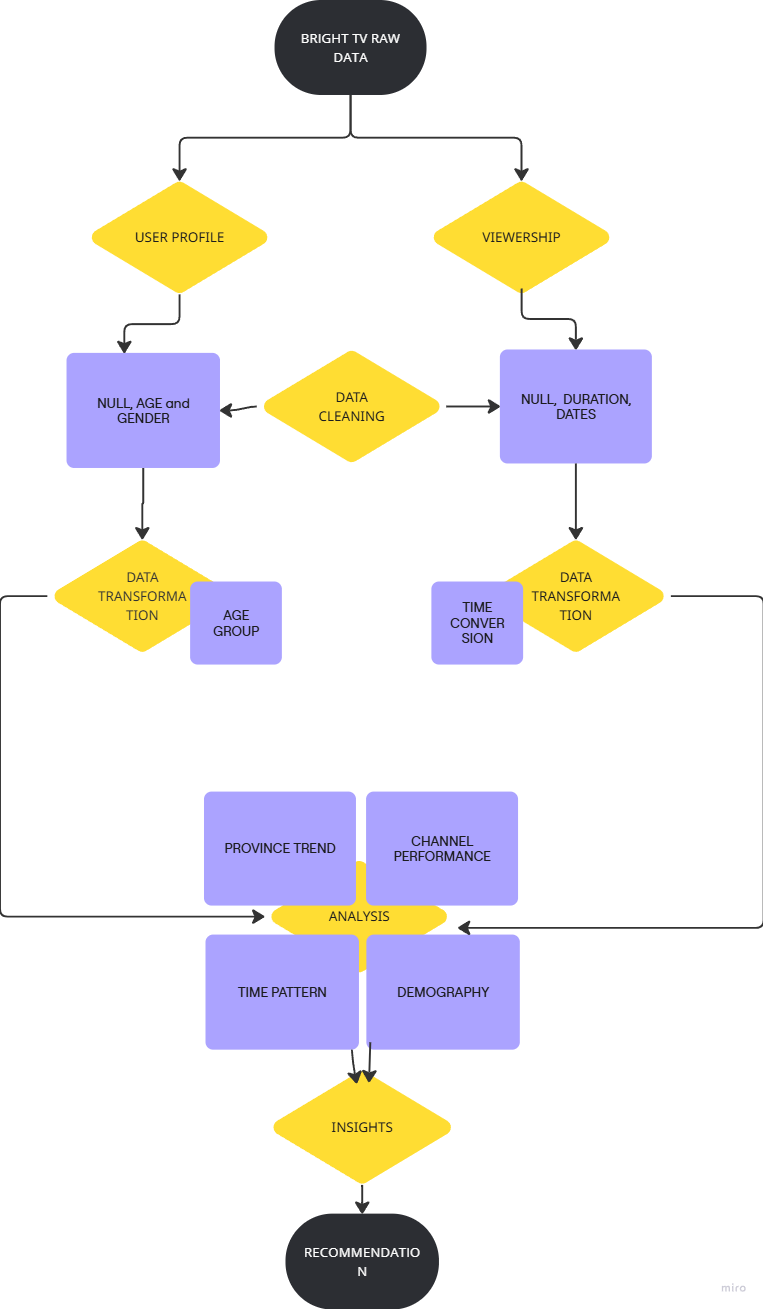 BRIGHT TV RAW
DATA
USER PROFILE
VIEWERSHIP
NULL, AGE and
GENDER
DATA
CLEANING
NULL,  DURATION,
DATES
DATA
TRANSFORMA
TION
AGE
GROUP
TIME
CONVER
SION
DATA
TRANSFORMA
TION
PROVINCE TREND
CHANNEL
PERFORMANCE
ANALYSIS
TIME PATTERN
DEMOGRAPHY
INSIGHTS
RECOMMENDATIO
N
miro